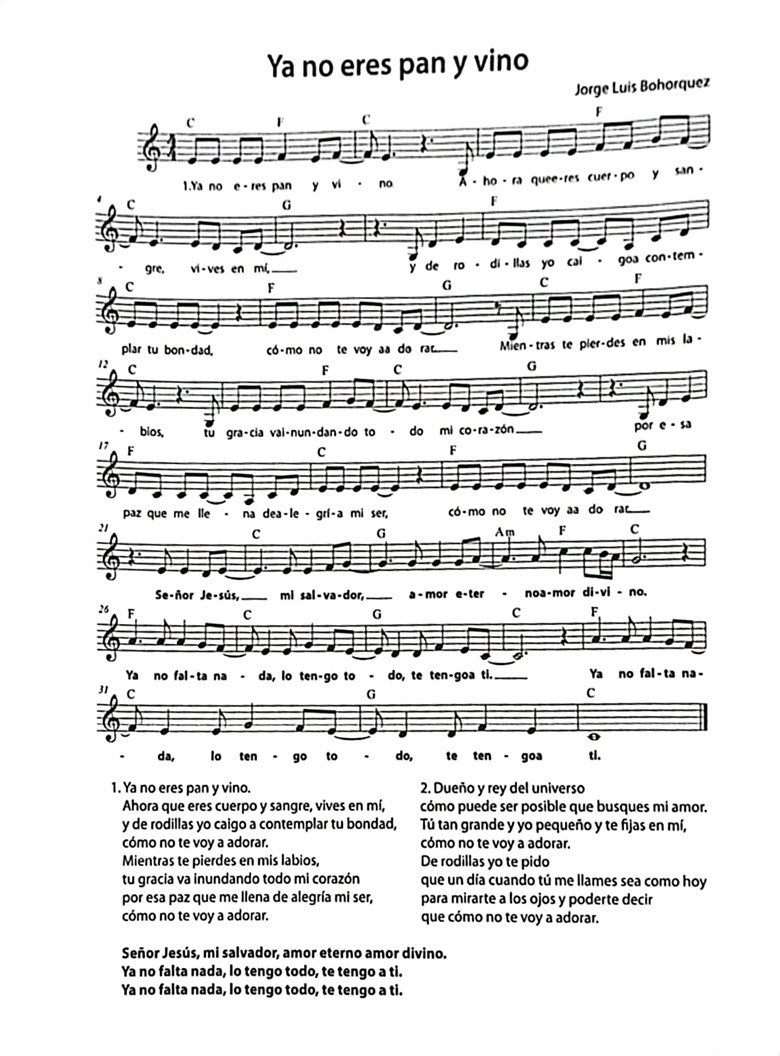 Ya no eres pan y vino
Jorge Luis Bohorquez
C F C F
1.Ya no e-res pan y vi - no. A-ho-ra quee-res cuer-po y san-
4 C G F
- gre, vi-ves en mí,___ y de ro-di-llas yo cai - goa con-tem-
8 C F G C F
plar tu bon-dad, có-mo no te voy aa do rar.___ Mien-tras te pier-des en mis la-
12 C F C G
- bios, tu gra-cia vai-nun-dan-do to - do mi co-ra-zón___ por e-sa
17 F C F G
paz que me lle - na dea-le-grí-a mi ser, có-mo no te voy aa do rar.___
21 C G Am F C
Se-ñor Je-sús,___ mi sal-va-dor,___ a-mor e-ter - noa-mor di-vi - no.
26 F C G C F
Ya no fal-ta na - da, lo ten-go to - do, te ten-goa ti.___ Ya no fal-ta na-
31 C G C
- da, lo ten - go to - do, te ten - goa ti.
1. Ya no eres pan y vino.
Ahora que eres cuerpo y sangre, vives en mí,
y de rodillas yo caigo a contemplar tu bondad,
cómo no te voy a adorar.
Mientras te pierdes en mis labios,
tu gracia va inundando todo mi corazón
por esa paz que me llena de alegría mi ser,
cómo no te voy a adorar.
2. Dueño y rey del universo
cómo puede ser posible que busques mi amor.
Tú tan grande y yo pequeño y te fijas en mí,
cómo no te voy a adorar.
De rodillas yo te pido
que un día cuando tú me llames sea como hoy
para mirarte a los ojos y poderte decir
que cómo no te voy a adorar.
Señor Jesús, mi salvador, amor eterno amor divino.
Ya no falta nada, lo tengo todo, te tengo a ti.
Ya no falta nada, lo tengo todo, te tengo a ti.